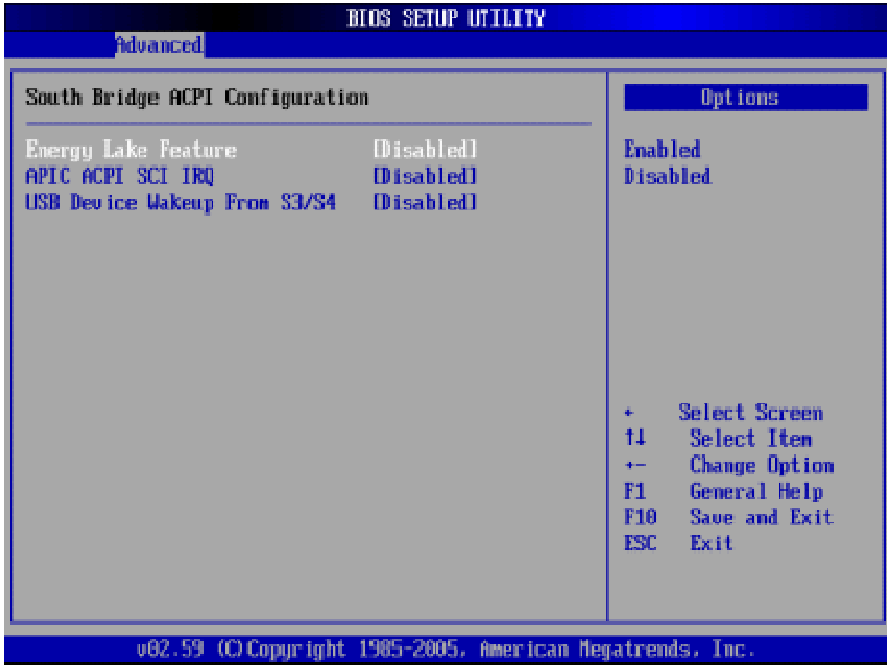 BIOS SETUP UTILITY
Advanced
South Bridge ACPI Configuration
Energy Lake Feature [Disabled]
APIC ACPI SCI IRQ [Disabled]
USB Device Wakeup From S3/S4 [Disabled]
Options
Enabled
Disabled
+ Select Screen
↑↓ Select Item
+- Change Option
F1 General Help
F10 Save and Exit
ESC Exit
v02.59 (C)Copyright 1985-2005, American Megatrends, Inc.